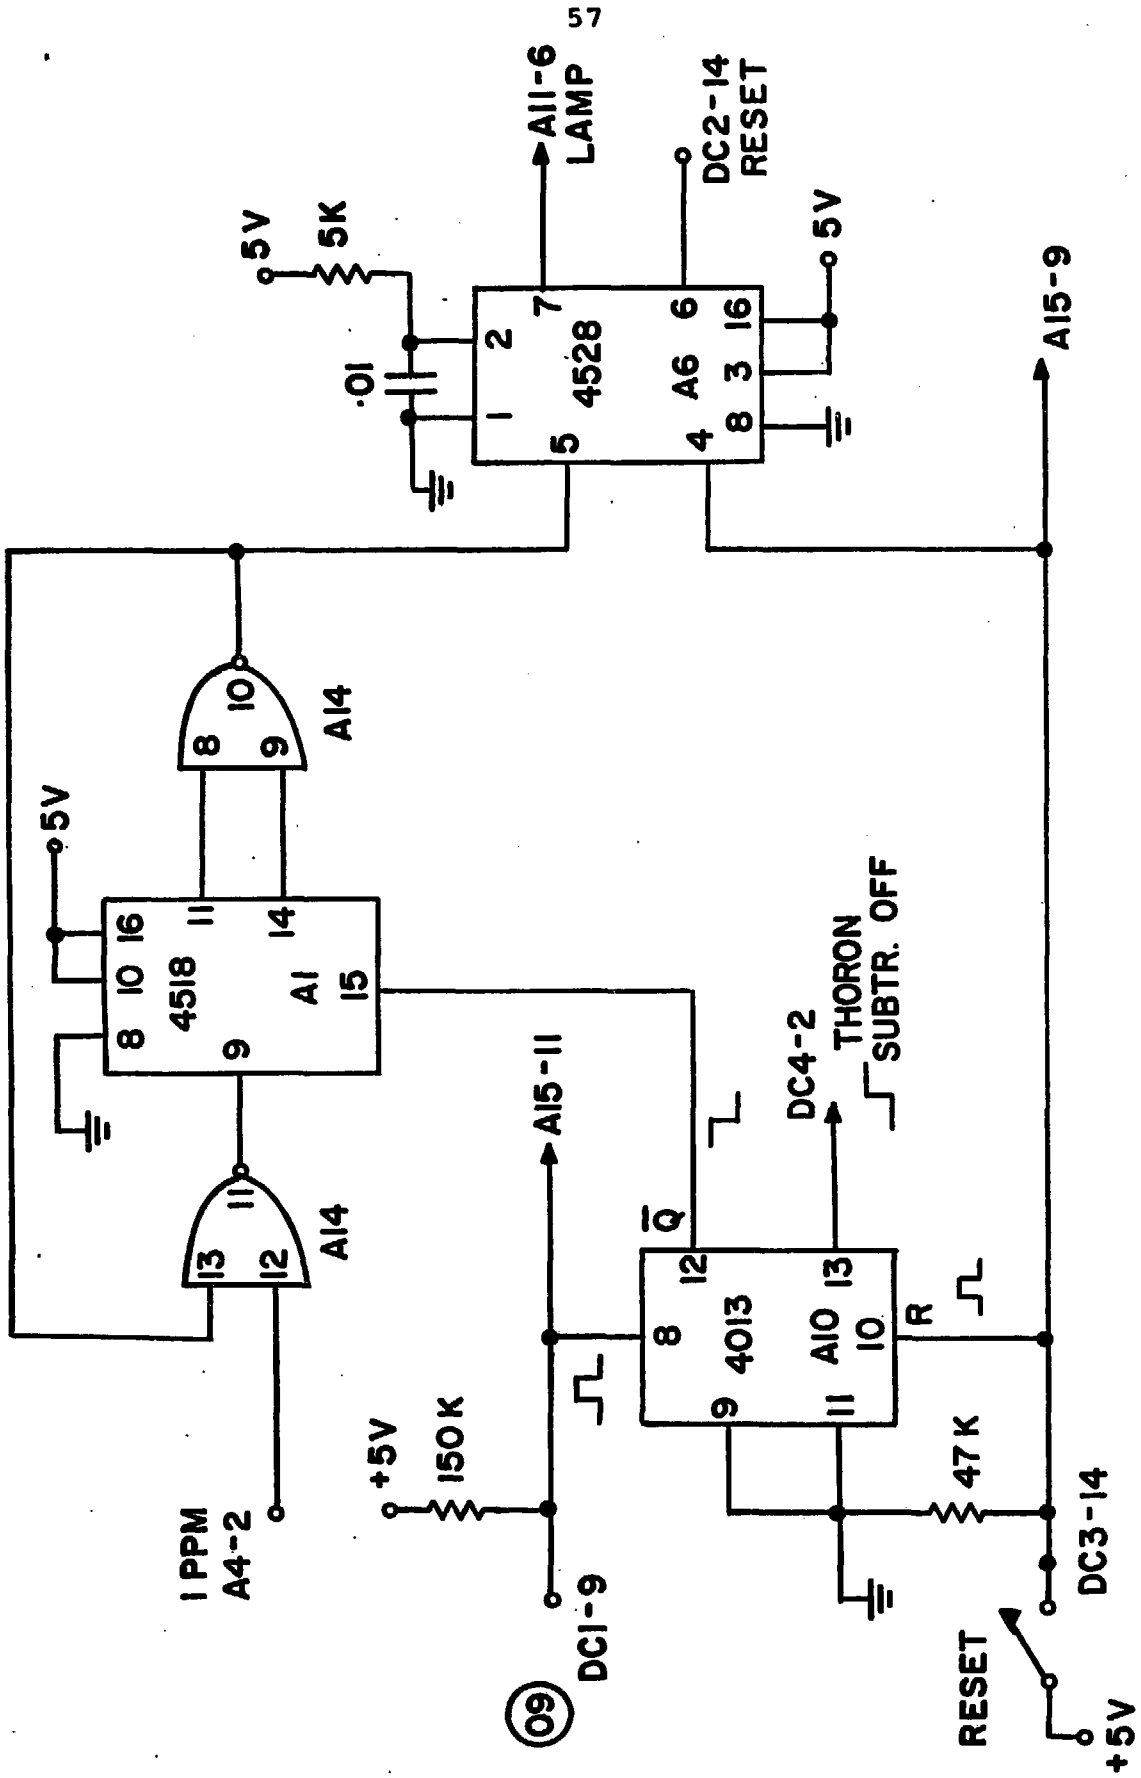 57
5V
5V
5K
.01
A11-6
LAMP
DC2-14
RESET
5V
1
2
7
5
4528
A6
6
4
8
3
16
8
10
16
4518
9
11
14
A1
15
8
9
10
A14
13
12
11
A14
1 PPM
A4-2
+5V
150K
A15-11
DC1-9
09
Q̅
8
12
4013
9
A10
13
11
10
R
DC4-2
THORON
SUBTR. OFF
47K
RESET
+5V
DC3-14
A15-9